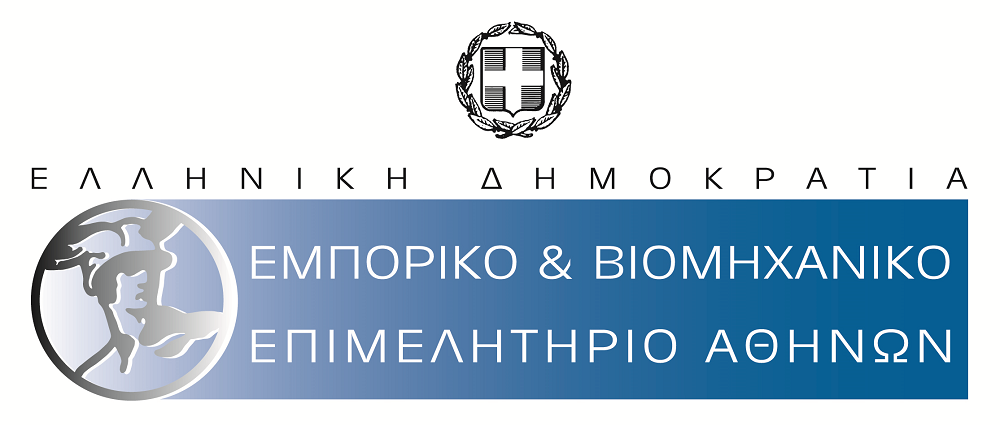 ΕΛΛΗΝΙΚΗ ΔΗΜΟΚΡΑΤΙΑ
ΕΜΠΟΡΙΚΟ & ΒΙΟΜΗΧΑΝΙΚΟ
ΕΠΙΜΕΛΗΤΗΡΙΟ ΑΘΗΝΩΝ